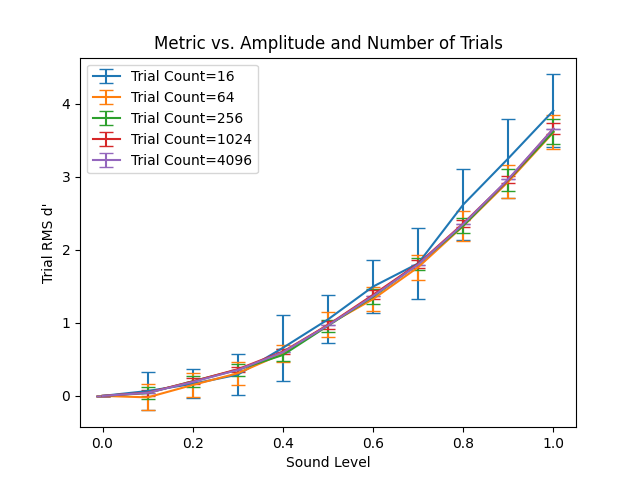 Metric vs. Amplitude and Number of Trials
Trial Count=16
Trial Count=64
Trial Count=256
Trial Count=1024
Trial Count=4096
Trial RMS d'
4
3
2
1
0
0.0 0.2 0.4 0.6 0.8 1.0
Sound Level